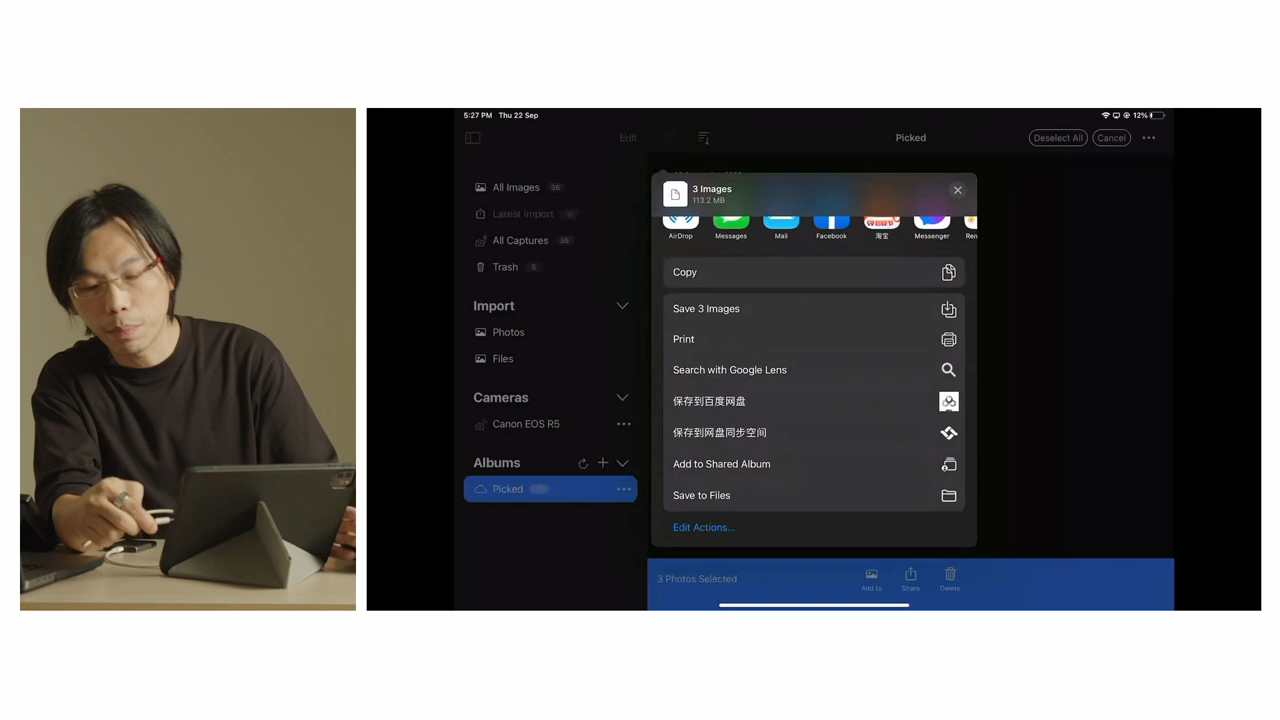 5:27 PM Thu 22 Sep
12%
Edit
Picked
Deselect All
Cancel
All Images 36
Latest Import
All Captures 36
Trash 5
Import
Photos
Files
Cameras
Canon EOS R5
Albums
Picked
3 Images
113.2 MB
AirDrop
Messages
Mail
Facebook
淘宝
Messenger
Copy
Save 3 Images
Print
Search with Google Lens
保存到百度网盘
保存到网盘同步空间
Add to Shared Album
Save to Files
Edit Actions...
3 Photos Selected
Add to
Share
Delete